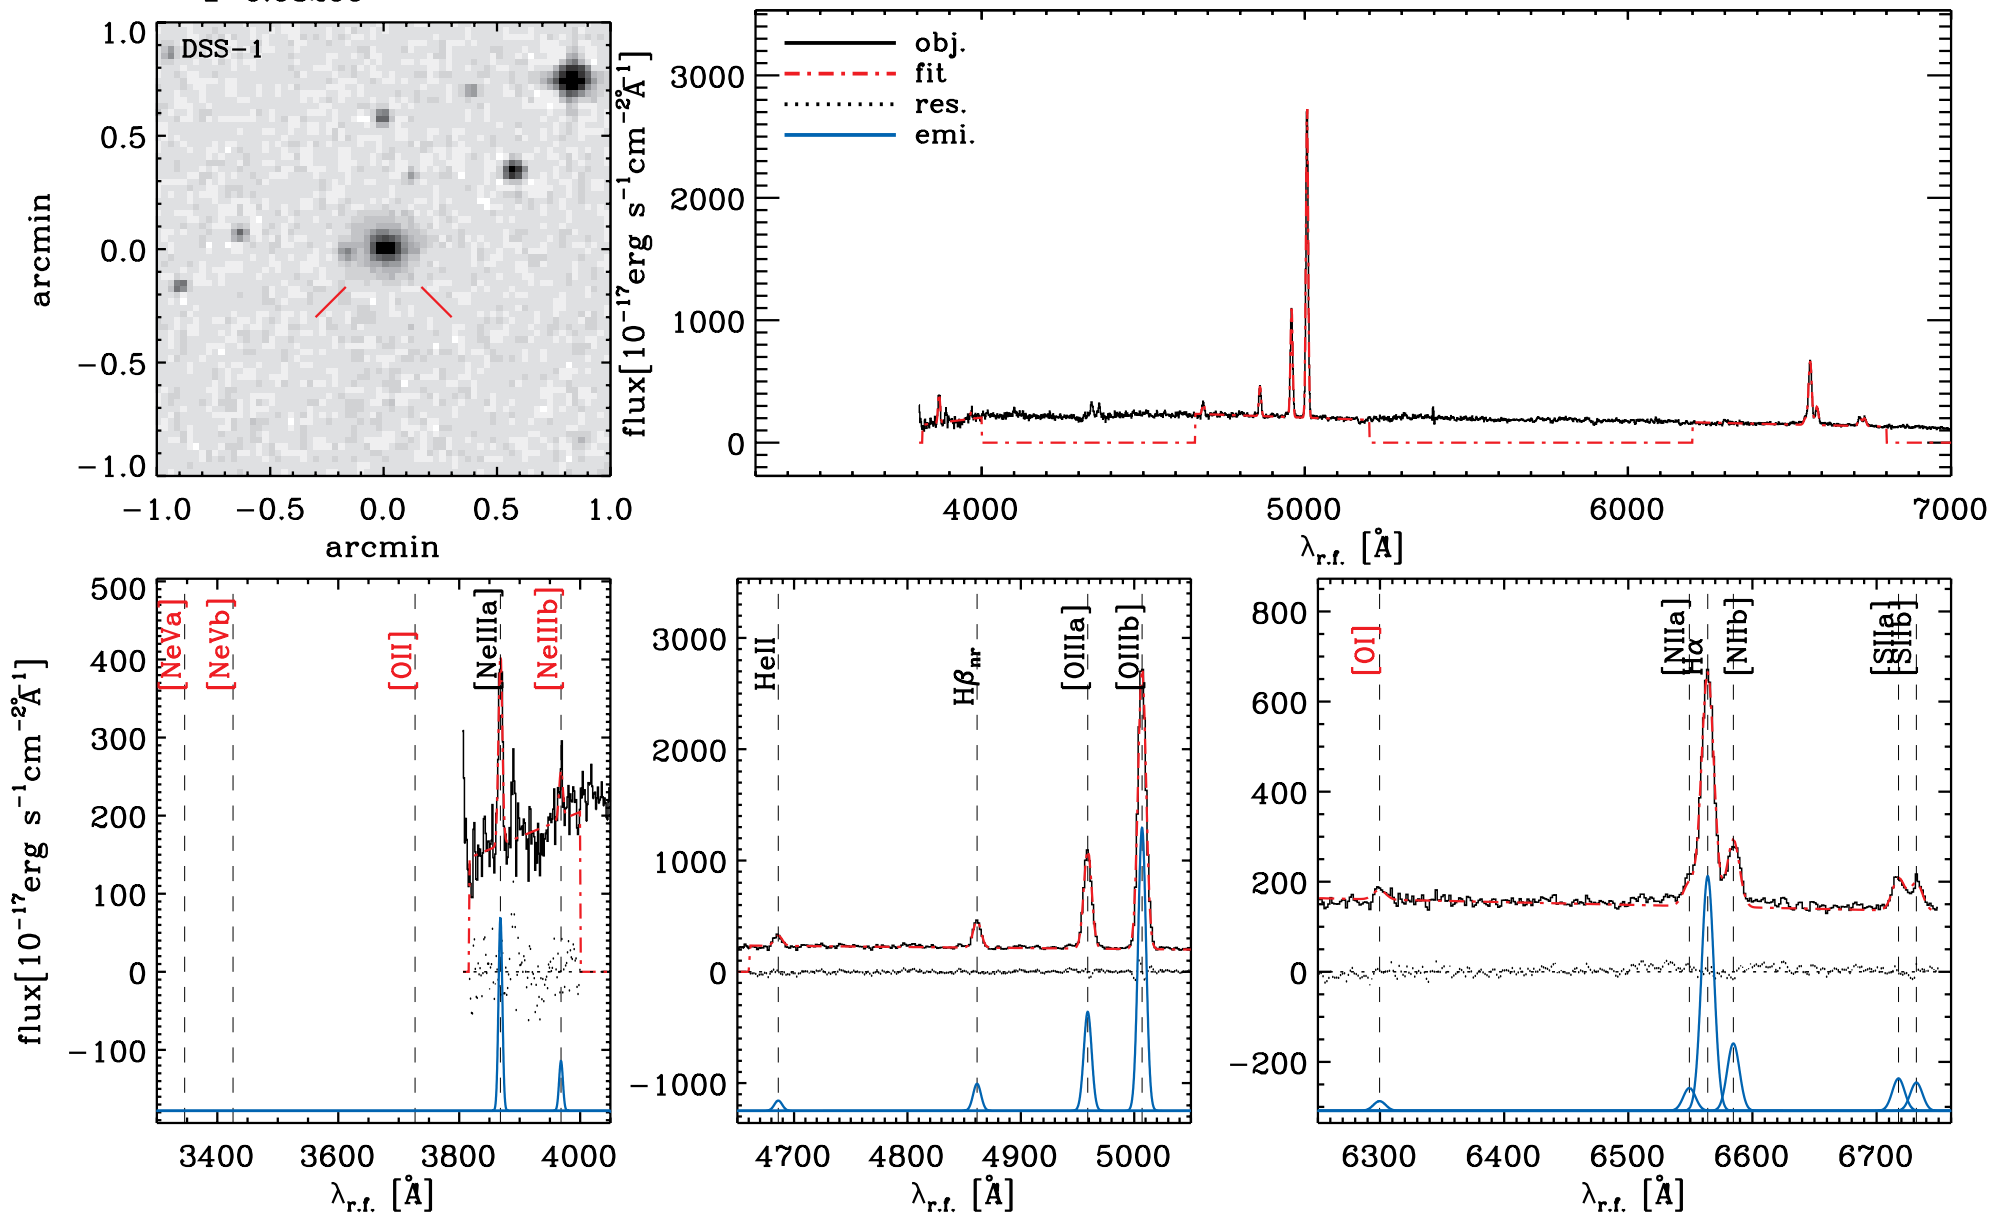 DSS-1
1.0
0.5
0.0
-0.5
-1.0
arcmin
-1.0 -0.5 0.0 0.5 1.0
arcmin
flux[10⁻¹⁷erg s⁻¹cm⁻²Å⁻¹]
3000
2000
1000
0
obj.
fit
res.
emi.
4000 5000 6000 7000
λr.f. [Å]
flux[10⁻¹⁷erg s⁻¹cm⁻²Å⁻¹]
500
400
300
200
100
0
-100
[NeVa] [NeVb] [OII] [NeIIIa] [NeIIIb]
3400 3600 3800 4000
λr.f. [Å]
3000
2000
1000
0
-1000
HeII Hβnr [OIIIa] [OIIIb]
4700 4800 4900 5000
λr.f. [Å]
800
600
400
200
0
-200
[OI] [NIIa] Hα [NIIb] [SIIa] [SIIb]
6300 6400 6500 6600 6700
λr.f. [Å]